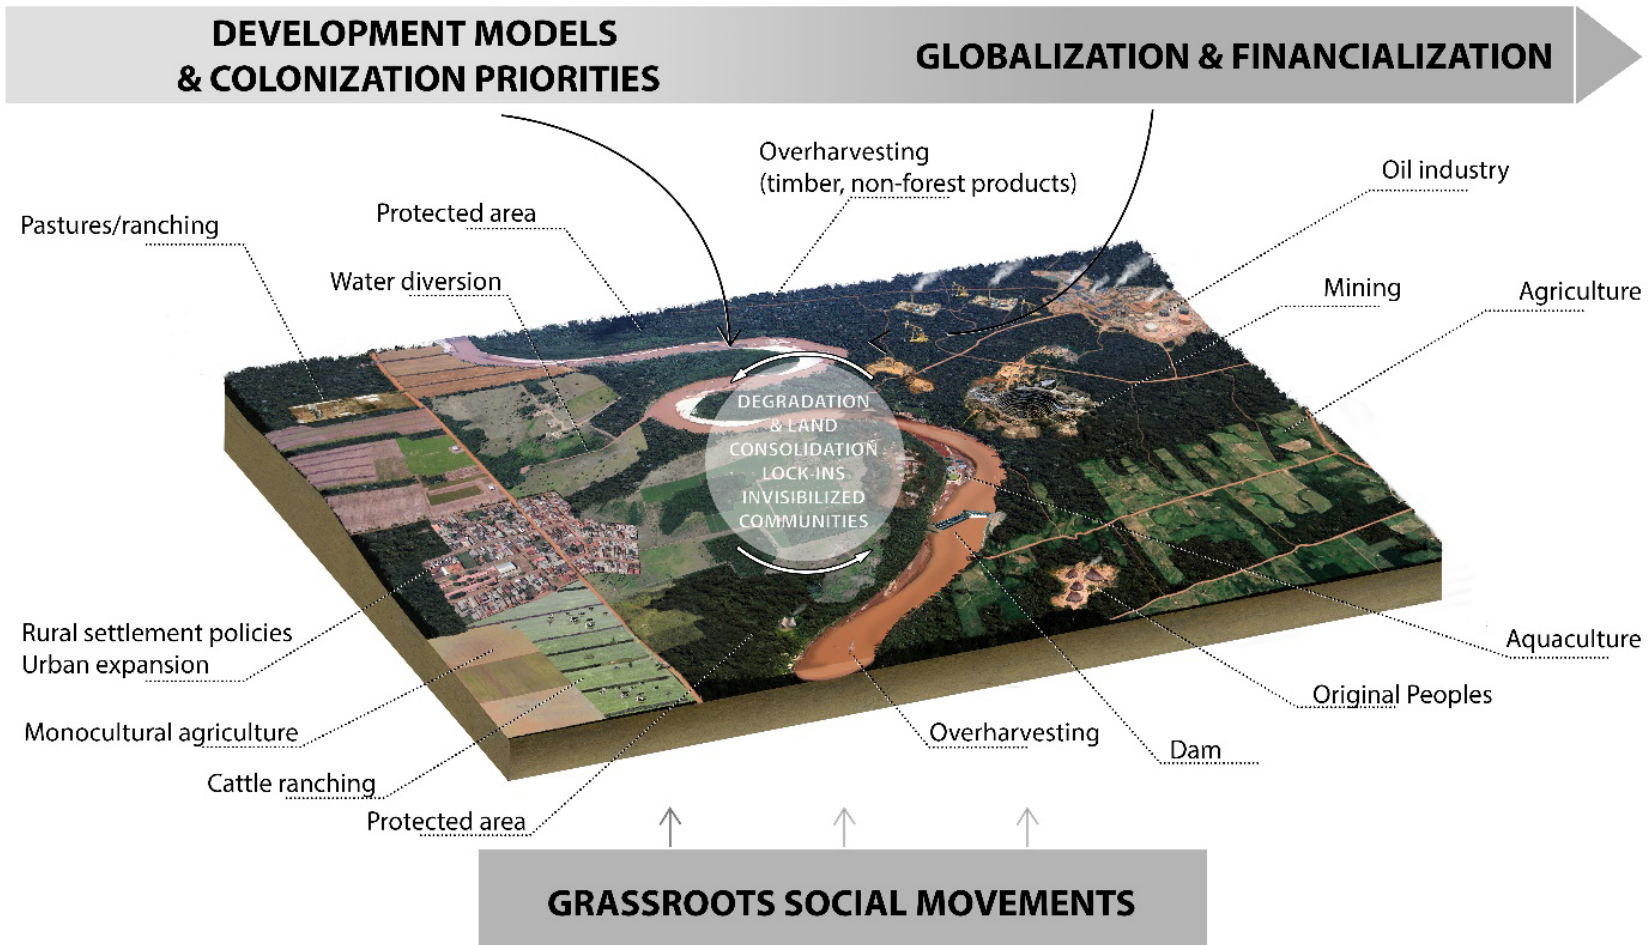 DEVELOPMENT MODELS
& COLONIZATION PRIORITIES
GLOBALIZATION & FINANCIALIZATION
Overharvesting
(timber, non-forest products)
Oil industry
Protected area
Pastures/ranching
Water diversion
Mining
Agriculture
DEGRADATION
& LAND
CONSOLIDATION
LOCK-INS
INVISIBILIZED
COMMUNITIES
Rural settlement policies
Urban expansion
Aquaculture
Original Peoples
Monocultural agriculture
Overharvesting
Dam
Cattle ranching
Protected area
GRASSROOTS SOCIAL MOVEMENTS